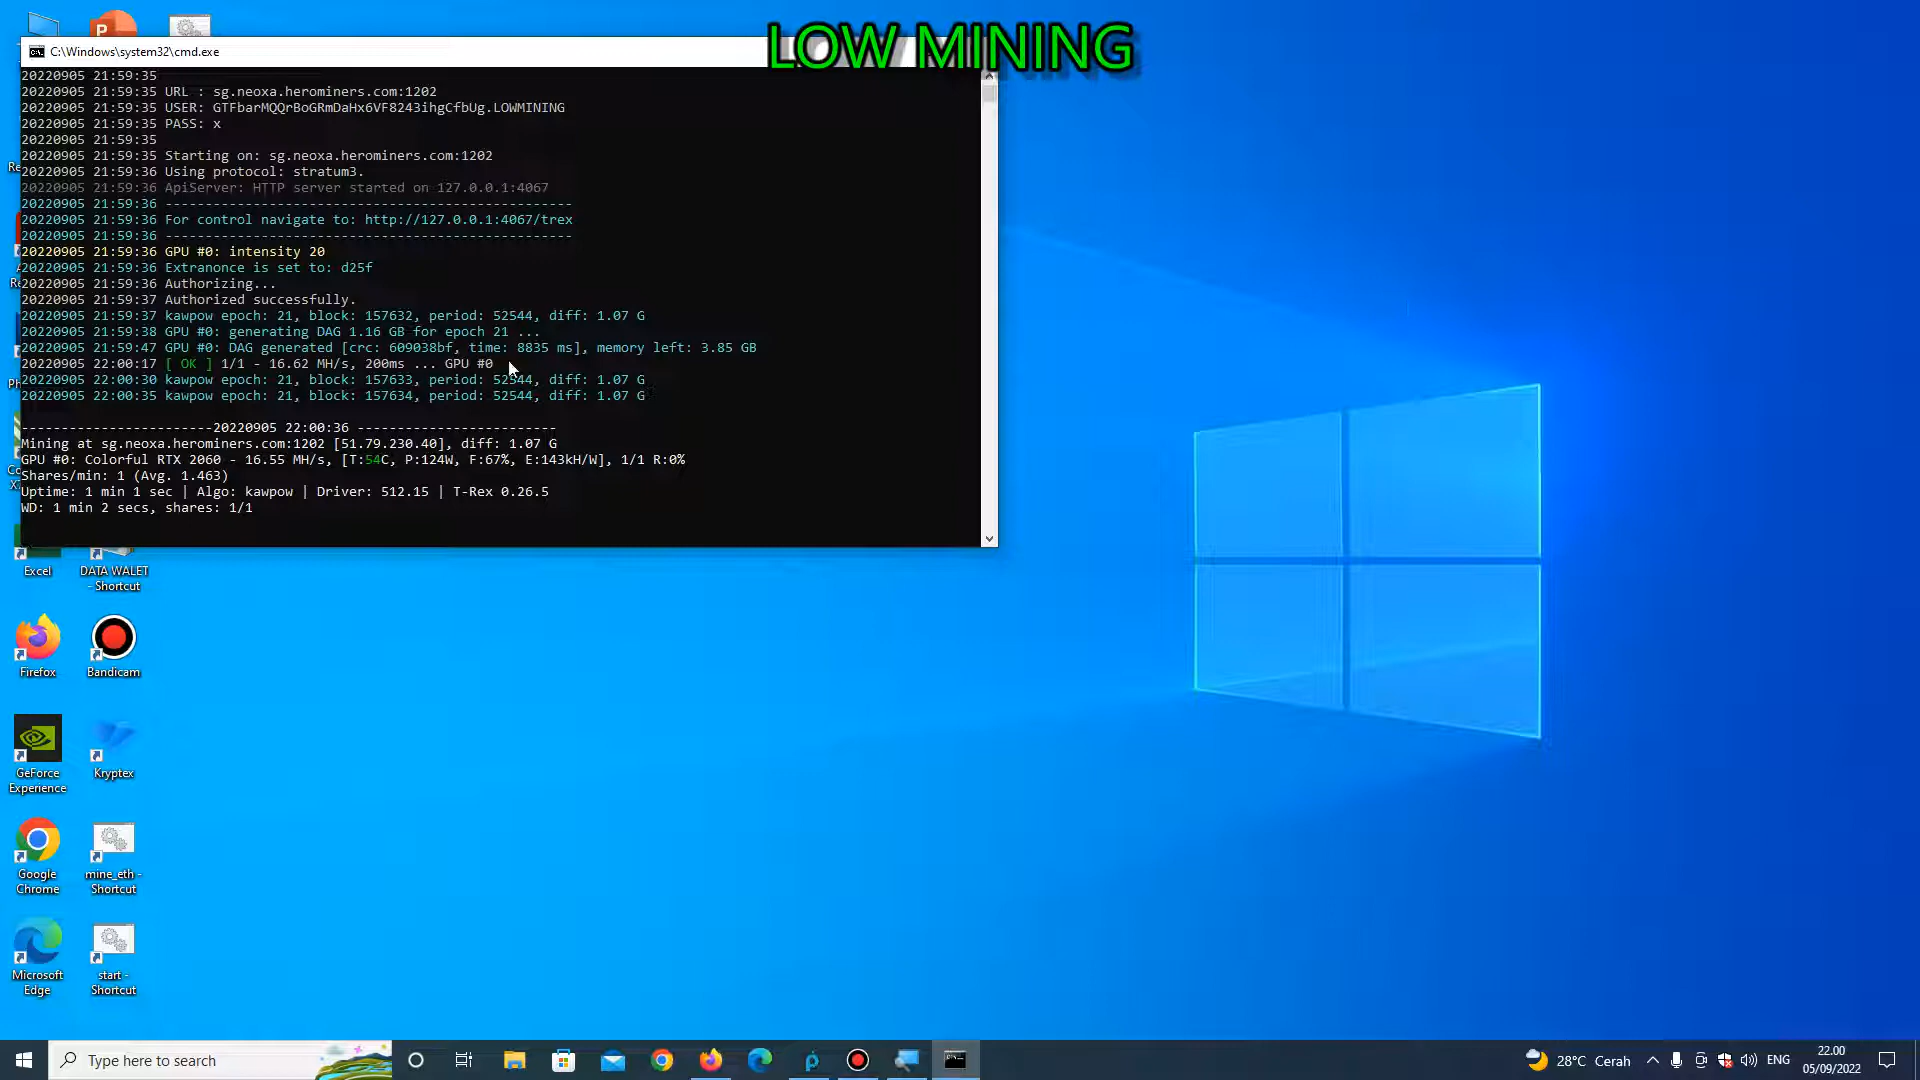 LOW MINING
C:\Windows\system32\cmd.exe
20220905 21:59:35
20220905 21:59:35 URL : sg.neoxa.herominers.com:1202
20220905 21:59:35 USER: GTFbarMQQrBoGRmDaHx6VF8243ihgCfbUg.LOWMINING
20220905 21:59:35 PASS: x
20220905 21:59:35
20220905 21:59:35 Starting on: sg.neoxa.herominers.com:1202
20220905 21:59:36 Using protocol: stratum3.
20220905 21:59:36 ApiServer: HTTP server started on 127.0.0.1:4067
20220905 21:59:36 ---------------------------------------------------
20220905 21:59:36 For control navigate to: http://127.0.0.1:4067/trex
20220905 21:59:36 ---------------------------------------------------
20220905 21:59:36 GPU #0: intensity 20
20220905 21:59:36 Extranonce is set to: d25f
20220905 21:59:36 Authorizing...
20220905 21:59:37 Authorized successfully.
20220905 21:59:37 kawpow epoch: 21, block: 157632, period: 52544, diff: 1.07 G
20220905 21:59:38 GPU #0: generating DAG 1.16 GB for epoch 21 ...
20220905 21:59:47 GPU #0: DAG generated [crc: 609038bf, time: 8835 ms], memory left: 3.85 GB
20220905 22:00:17 [ OK ] 1/1 - 16.62 MH/s, 200ms ... GPU #0
20220905 22:00:30 kawpow epoch: 21, block: 157633, period: 52544, diff: 1.07 G
20220905 22:00:35 kawpow epoch: 21, block: 157634, period: 52544, diff: 1.07 G
------------------------20220905 22:00:36 -------------------------
Mining at sg.neoxa.herominers.com:1202 [51.79.230.40], diff: 1.07 G
GPU #0: Colorful RTX 2060 - 16.55 MH/s, [T:54C, P:124W, F:67%, E:143kH/W], 1/1 R:0%
Shares/min: 1 (Avg. 1.463)
Uptime: 1 min 1 sec | Algo: kawpow | Driver: 512.15 | T-Rex 0.26.5
WD: 1 min 2 secs, shares: 1/1
Excel
DATA WALET - Shortcut
Firefox
Bandicam
GeForce Experience
Kryptex
Google Chrome
mine_eth - Shortcut
Microsoft Edge
start - Shortcut
Type here to search
28°C Cerah
ENG
22.00
05/09/2022